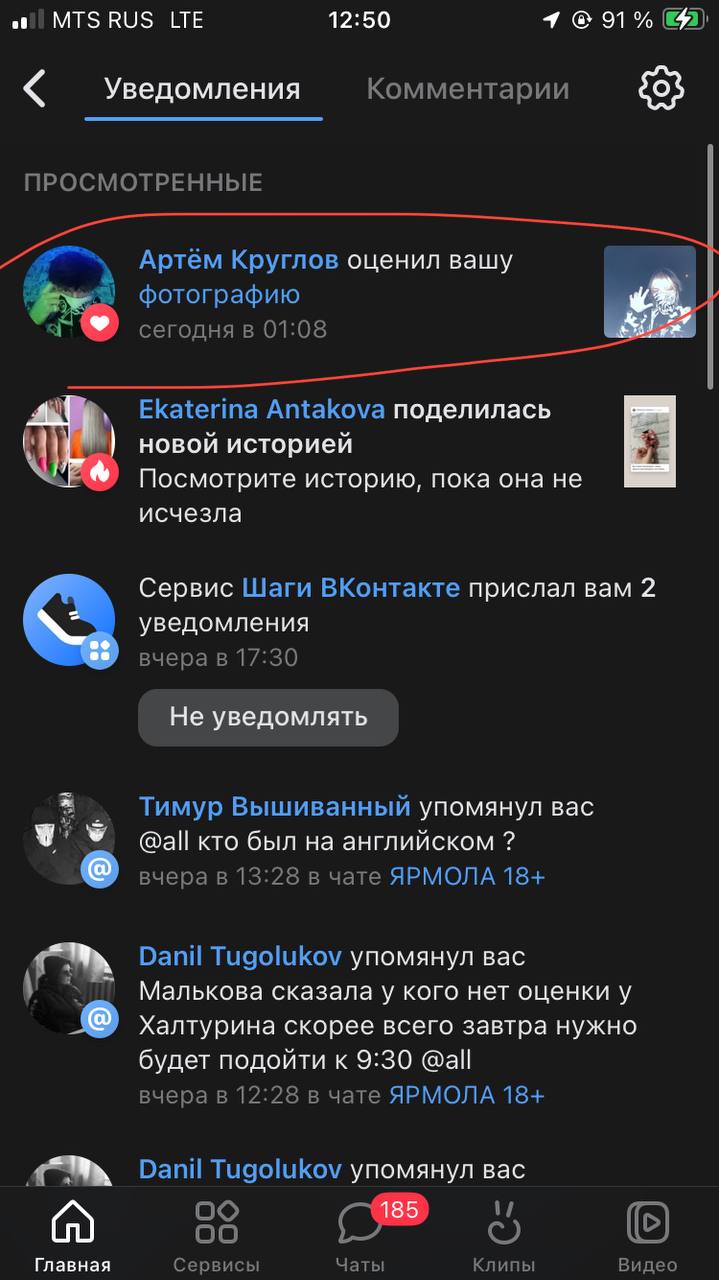 MTS RUS LTE 12:50 91 %
Уведомления Комментарии
ПРОСМОТРЕННЫЕ
Артём Круглов оценил вашу
фотографию
сегодня в 01:08
Ekaterina Antakova поделилась
новой историей
Посмотрите историю, пока она не
исчезла
Сервис Шаги ВКонтакте прислал вам 2
уведомления
вчера в 17:30
Не уведомлять
Тимур Вышиванный упомянул вас
@all кто был на английском ?
вчера в 13:28 в чате ЯРМОЛА 18+
Danil Tugolukov упомянул вас
Малькова сказала у кого нет оценки у
Халтурина скорее всего завтра нужно
будет подойти к 9:30 @all
вчера в 12:28 в чате ЯРМОЛА 18+
Danil Tugolukov упомянул вас
185
Главная Сервисы Чаты Клипы Видео